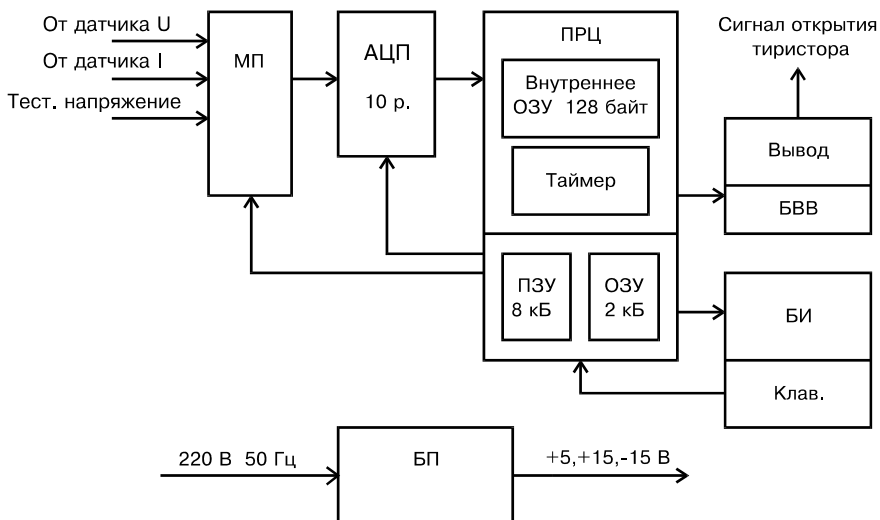 От датчика U
От датчика I
Тест. напряжение
МП
АЦП
10 р.
ПРЦ
Внутреннее
ОЗУ 128 байт
Таймер
ПЗУ
8 кБ
ОЗУ
2 кБ
Сигнал открытия
тиристора
Вывод
БВВ
БИ
Клав.
220 В 50 Гц
БП
+5,+15,-15 В